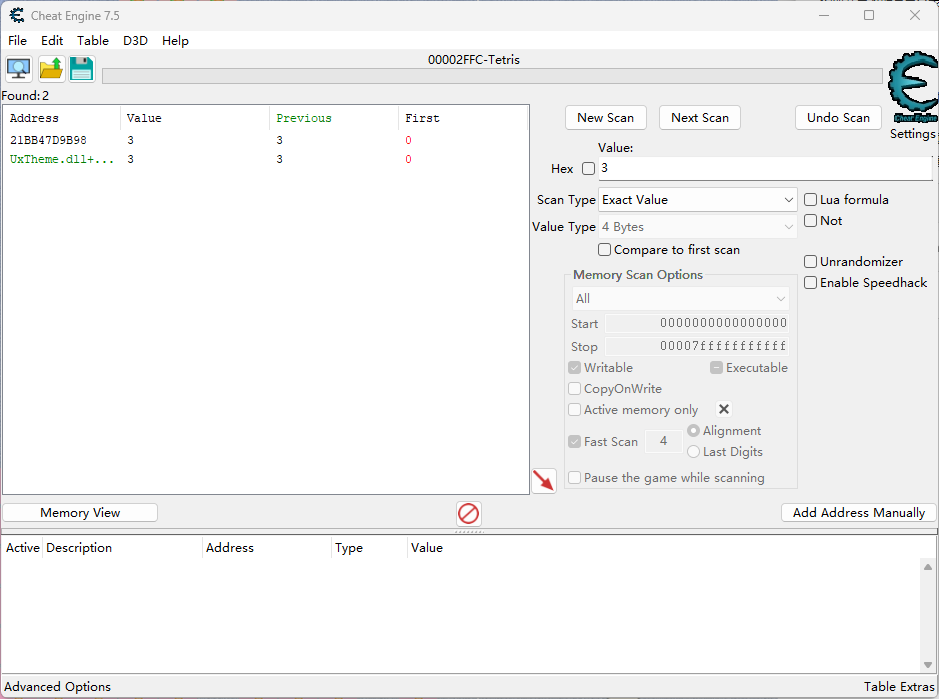 Cheat Engine 7.5
File Edit Table D3D Help
00002FFC-Tetris
Found: 2
Address Value Previous First
21BB47D9B98 3 3 0
UxTheme.dll+... 3 3 0
New Scan Next Scan Undo Scan
Cheat Engine
Settings
Value:
Hex 3
Scan Type Exact Value Lua formula
Not
Value Type 4 Bytes
Compare to first scan
Unrandomizer
Enable Speedhack
Memory Scan Options
All
Start 0000000000000000
Stop 00007fffffffffff
Writable Executable
CopyOnWrite
Active memory only
Fast Scan 4 Alignment
Last Digits
Pause the game while scanning
Memory View Add Address Manually
Active Description Address Type Value
Advanced Options Table Extras